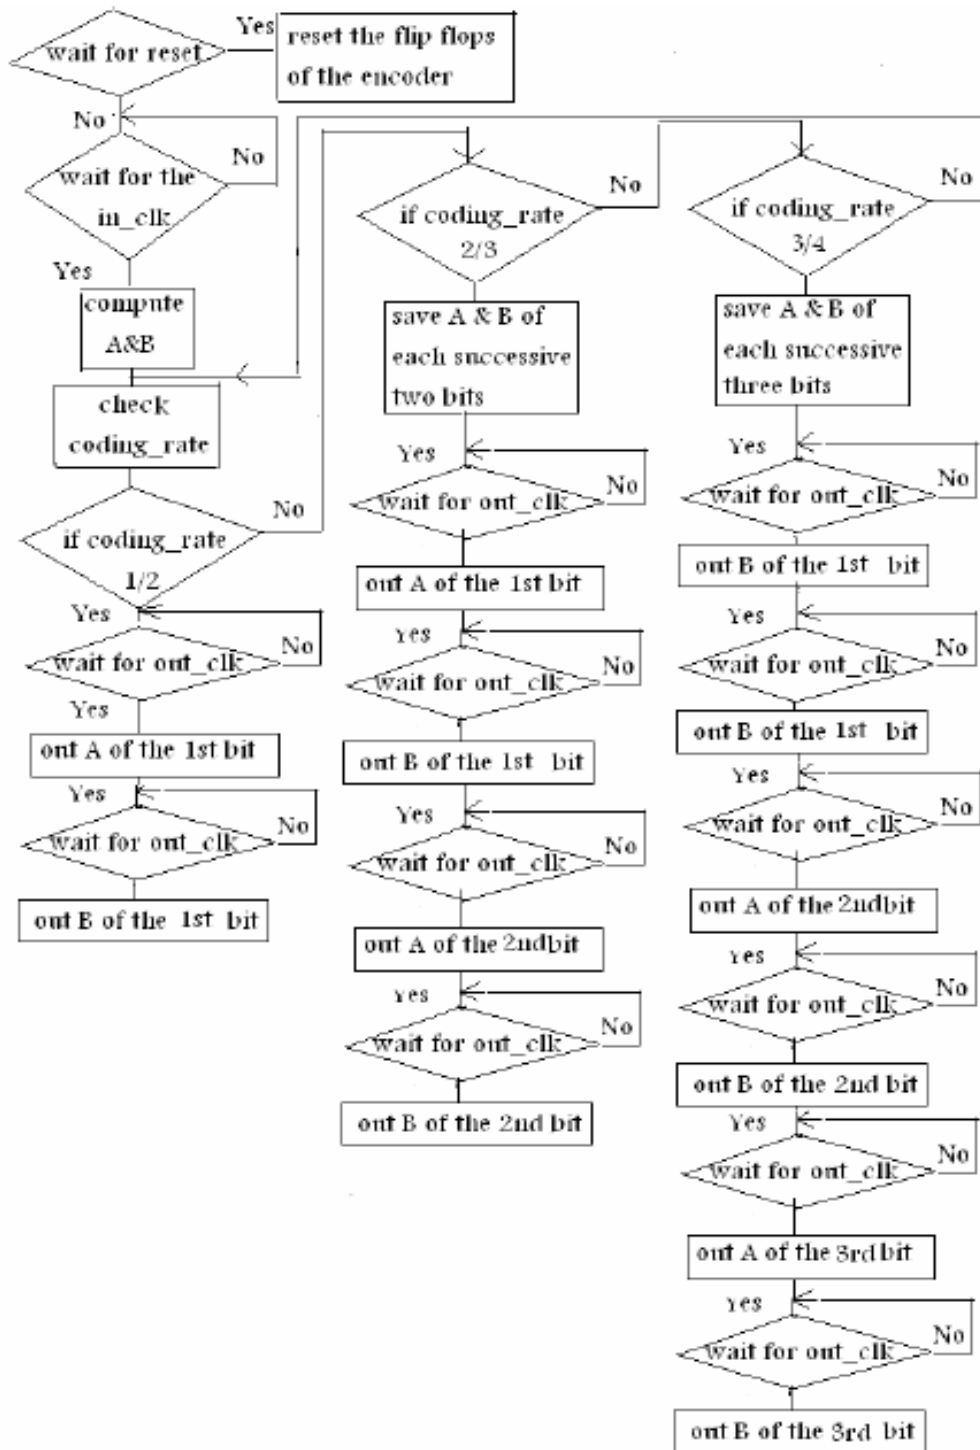 wait for reset
Yes
reset the flip flops
of the encoder
No
wait for the
in_clk
No
Yes
compute
A&B
check
coding_rate
if coding_rate
1/2
No
Yes
wait for out_clk
No
Yes
out A of the 1st bit
Yes
wait for out_clk
No
out B of the 1st bit
if coding_rate
2/3
No
save A & B of
each successive
two bits
Yes
wait for out_clk
No
out A of the 1st bit
Yes
wait for out_clk
No
out B of the 1st bit
Yes
wait for out_clk
No
out A of the 2nd bit
Yes
wait for out_clk
No
out B of the 2nd bit
if coding_rate
3/4
No
save A & B of
each successive
three bits
Yes
wait for out_clk
No
out B of the 1st bit
Yes
wait for out_clk
No
out B of the 1st bit
Yes
wait for out_clk
No
out A of the 2nd bit
Yes
wait for out_clk
No
out B of the 2nd bit
Yes
wait for out_clk
No
out A of the 3rd bit
Yes
wait for out_clk
No
out B of the 3rd bit